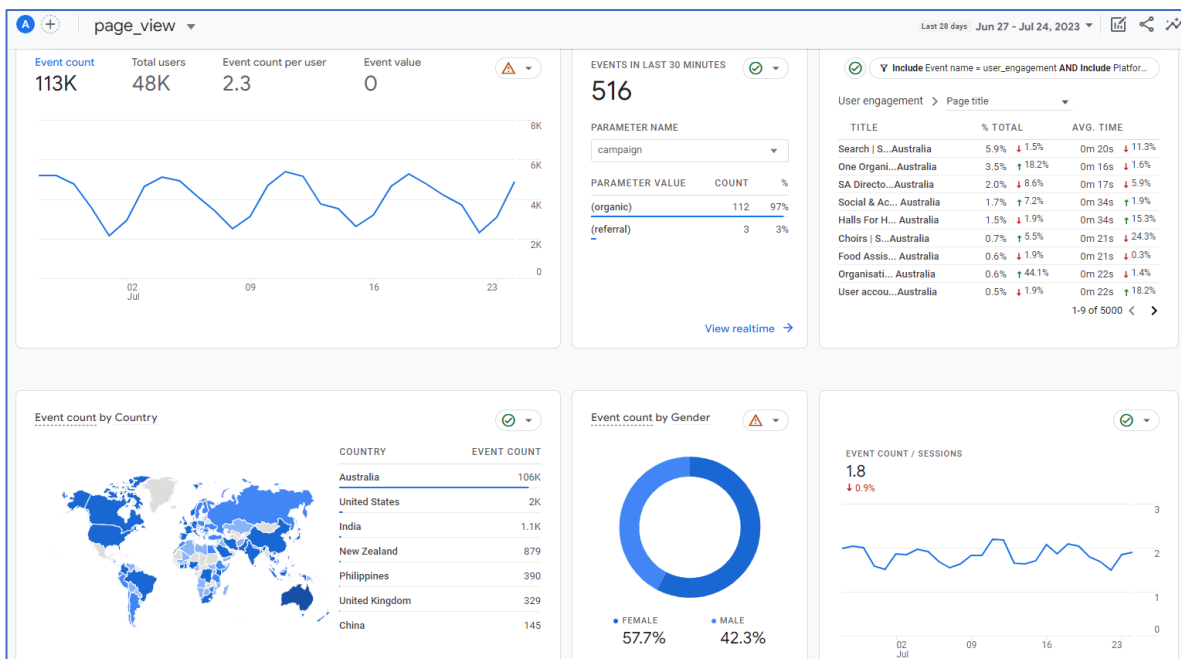 A page_view Last 28 days Jun 27 - Jul 24, 2023
Event count Total users Event count per user Event value
113K 48K 2.3 0
8K
6K
4K
2K
0
02 09 16 23
Jul
EVENTS IN LAST 30 MINUTES
516
PARAMETER NAME
campaign
PARAMETER VALUE COUNT %
(organic) 112 97%
(referral) 3 3%
View realtime
Include Event name = user_engagement AND Include Platfor...
User engagement Page title
TITLE % TOTAL AVG. TIME
Search | S...Australia 5.9% ↓ 1.5% 0m 20s ↓ 11.3%
One Organi...Australia 3.5% ↑ 18.2% 0m 16s ↓ 1.6%
SA Directo...Australia 2.0% ↓ 8.6% 0m 17s ↓ 5.9%
Social & Ac... Australia 1.7% ↑ 7.2% 0m 34s ↑ 1.9%
Halls For H... Australia 1.5% ↓ 1.9% 0m 34s ↑ 15.3%
Choirs | S...Australia 0.7% ↑ 5.5% 0m 21s ↓ 24.3%
Food Assis... Australia 0.6% ↓ 1.9% 0m 21s ↓ 0.3%
Organisati... Australia 0.6% ↑ 44.1% 0m 22s ↓ 1.4%
User accou...Australia 0.5% ↓ 1.9% 0m 22s ↑ 18.2%
1-9 of 5000
Event count by Country
COUNTRY EVENT COUNT
Australia 106K
United States 2K
India 1.1K
New Zealand 879
Philippines 390
United Kingdom 329
China 145
Event count by Gender
FEMALE MALE
57.7% 42.3%
EVENT COUNT / SESSIONS
1.8
↓ 0.9%
3
2
1
0
02 09 16 23
Jul